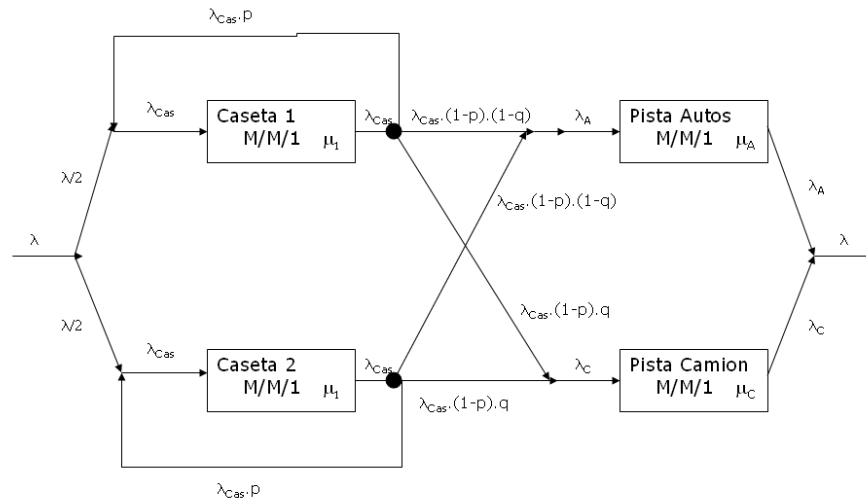 λCas.p
λCas
Caseta 1
M/M/1 μ1
λCas
λCas.(1-p).(1-q)
λA
Pista Autos
M/M/1 μA
λ/2
λA
λCas.(1-p).(1-q)
λ
λ
λ/2
λCas.(1-p).q
λC
λCas
Caseta 2
M/M/1 μ1
λCas
λC
Pista Camion
M/M/1 μC
λCas.(1-p).q
λCas.p